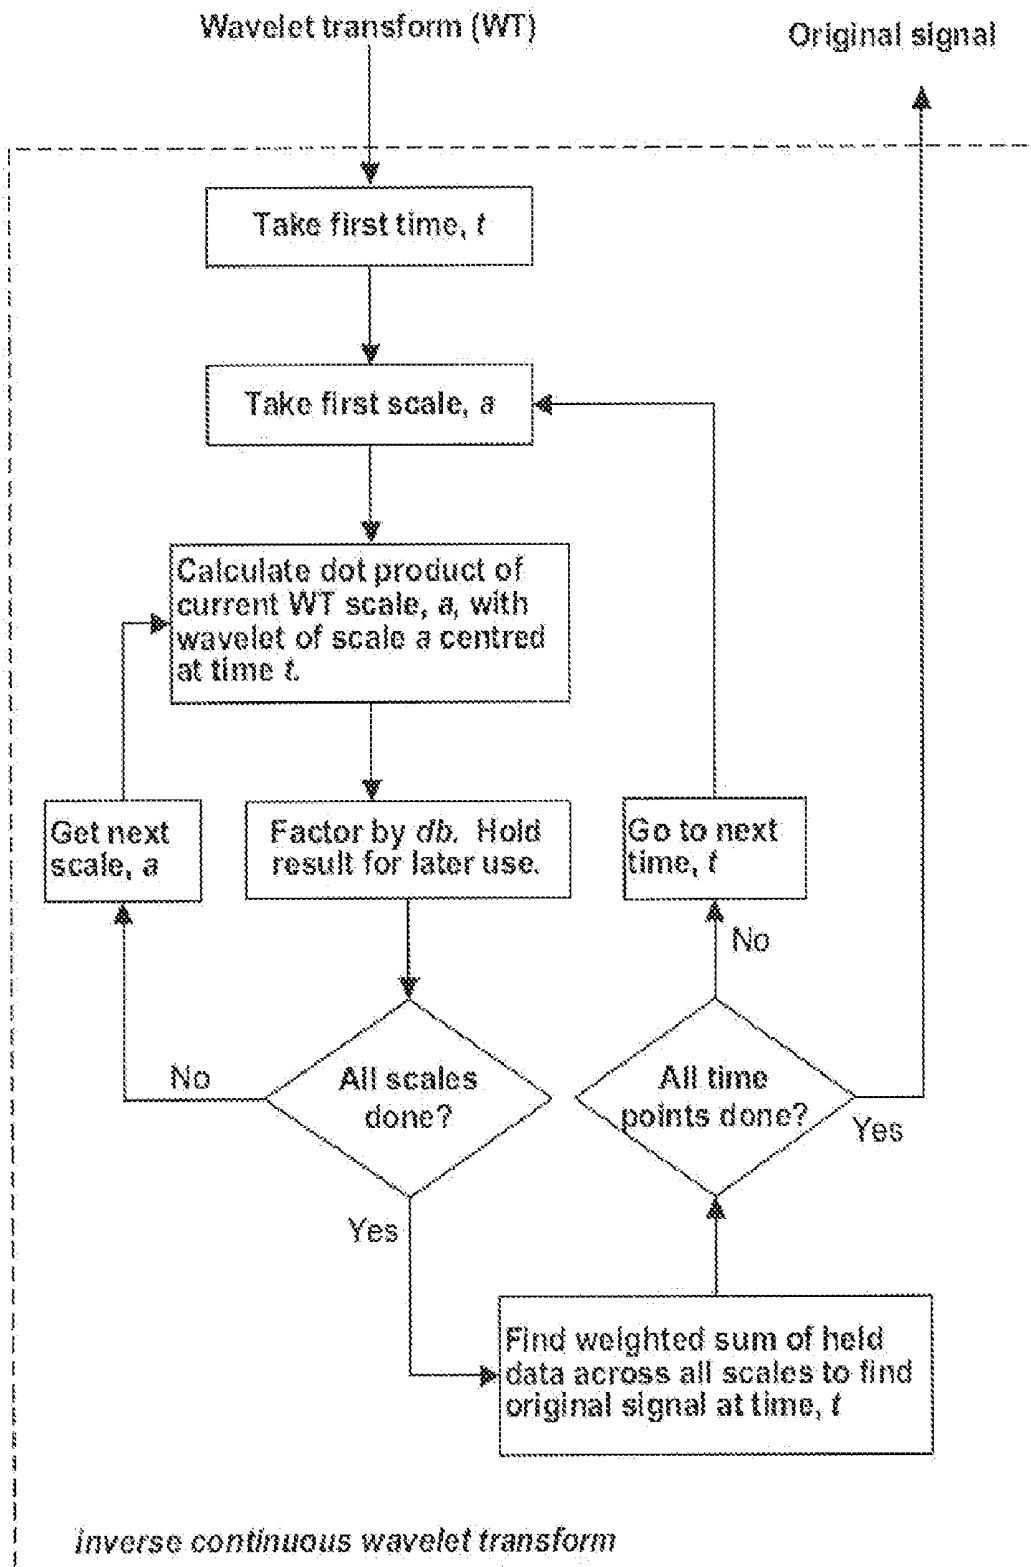 Wavelet transform (WT)
Original signal
Take first time, t
Take first scale, a
Calculate dot product of
current WT scale, a, with
wavelet of scale a centred
at time t.
Get next
scale, a
Factor by db. Hold
result for later use.
Go to next
time, t
No
No
All scales
done?
All time
points done?
Yes
Yes
Find weighted sum of held
data across all scales to find
original signal at time, t
inverse continuous wavelet transform